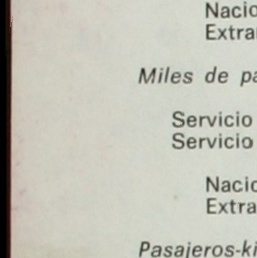 Nacio
Extra
Miles de pa
Servicio
Servicio
Nacio
Extra
Pasajeros-ki